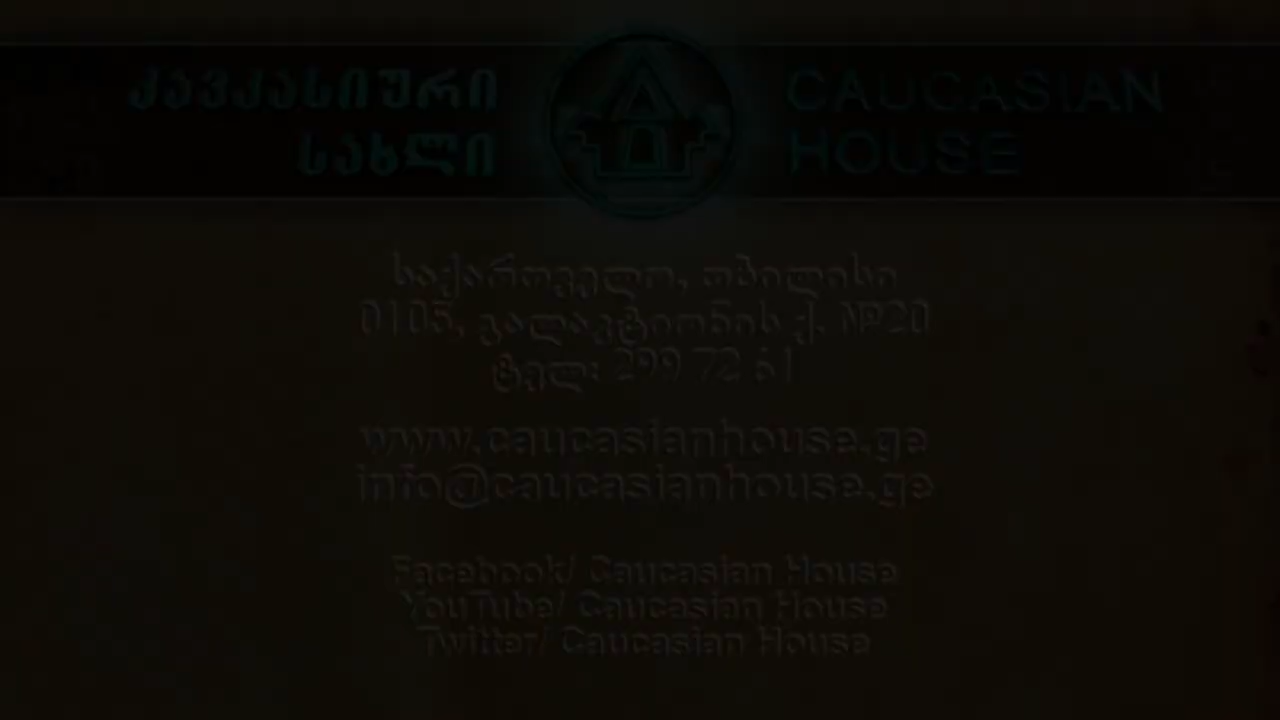 კავკასიური
სახლი
CAUCASIAN
HOUSE
საქართველო, თბილისი
0105, გალაკტიონის ქ. №20
ტელ: 299 72 61
www.caucasianhouse.ge
info@caucasianhouse.ge
Facebook/ Caucasian House
YouTube/ Caucasian House
Twitter/ Caucasian House